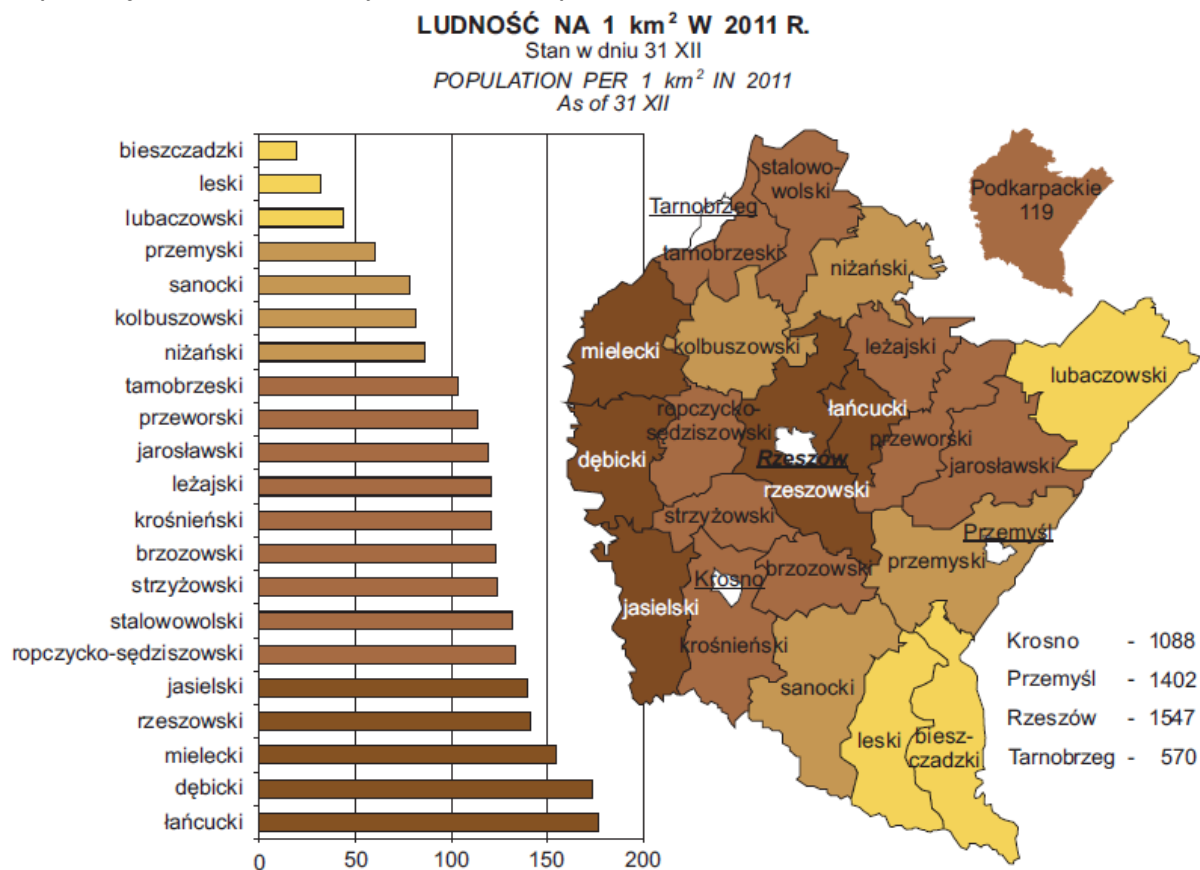 LUDNOŚĆ NA 1 km² W 2011 R.
Stan w dniu 31 XII
POPULATION PER 1 km² IN 2011
As of 31 XII
bieszczadzki
leski
lubaczowski
przemyski
sanocki
kolbuszowski
niżański
tarnobrzeski
przeworski
jarosławski
leżajski
krośnieński
brzozowski
strzyżowski
stalowowolski
ropczycko-sędziszowski
jasielski
rzeszowski
mielecki
dębicki
łańcucki
0 50 100 150 200
stalowo-
wolski
Tarnobrzeg
tarnobrzeski
niżański
mielecki
kolbuszowski
leżajski
lubaczowski
ropczycko-
sędziszowski
łańcucki
dębicki
Rzeszów
przeworski
jarosławski
rzeszowski
strzyżowski
Przemyśl
przemyski
Krosno
brzozowski
jasielski
krośnieński
sanocki
leski
biesz-
czadzki
Podkarpackie
119
Krosno - 1088
Przemyśl - 1402
Rzeszów - 1547
Tarnobrzeg - 570